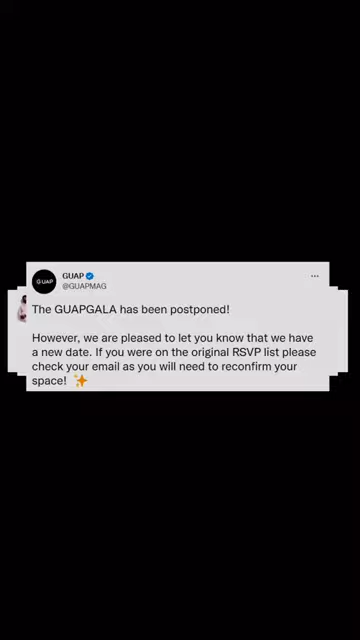 GUAP
GUAP
@GUAPMAG
The GUAPGALA has been postponed!
However, we are pleased to let you know that we have
a new date. If you were on the original RSVP list please
check your email as you will need to reconfirm your
space! ✨